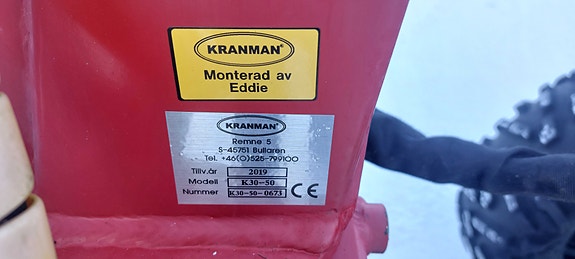 KRANMAN®
Monterad av
Eddie
KRANMAN®
Remne 5
S-45751 Bullaren
Tel. +46(0)525-799100
Tillv.år 2019
Modell K30-50
Nummer K30-50-0673 CE